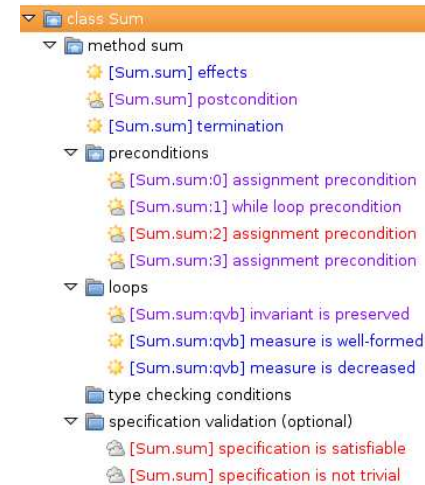 class Sum
method sum
[Sum.sum] effects
[Sum.sum] postcondition
[Sum.sum] termination
preconditions
[Sum.sum:0] assignment precondition
[Sum.sum:1] while loop precondition
[Sum.sum:2] assignment precondition
[Sum.sum:3] assignment precondition
loops
[Sum.sum:qvb] invariant is preserved
[Sum.sum:qvb] measure is well-formed
[Sum.sum:qvb] measure is decreased
type checking conditions
specification validation (optional)
[Sum.sum] specification is satisfiable
[Sum.sum] specification is not trivial